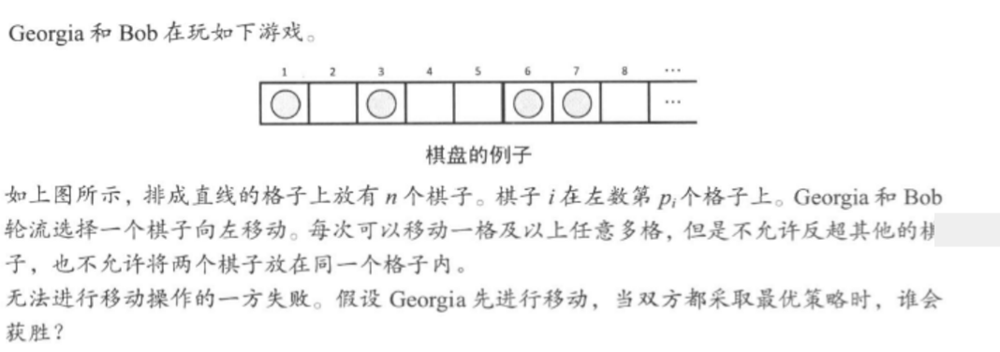 Georgia 和 Bob 在玩如下游戏。
1 2 3 4 5 6 7 8 ···
···
棋盘的例子
如上图所示，排成直线的格子上放有 n 个棋子。棋子 i 在左数第 pi 个格子上。Georgia 和 Bob
轮流选择一个棋子向左移动。每次可以移动一格及以上任意多格，但是不允许反超其他的棋
子，也不允许将两个棋子放在同一个格子内。
无法进行移动操作的一方失败。假设 Georgia 先进行移动，当双方都采取最优策略时，谁会
获胜？